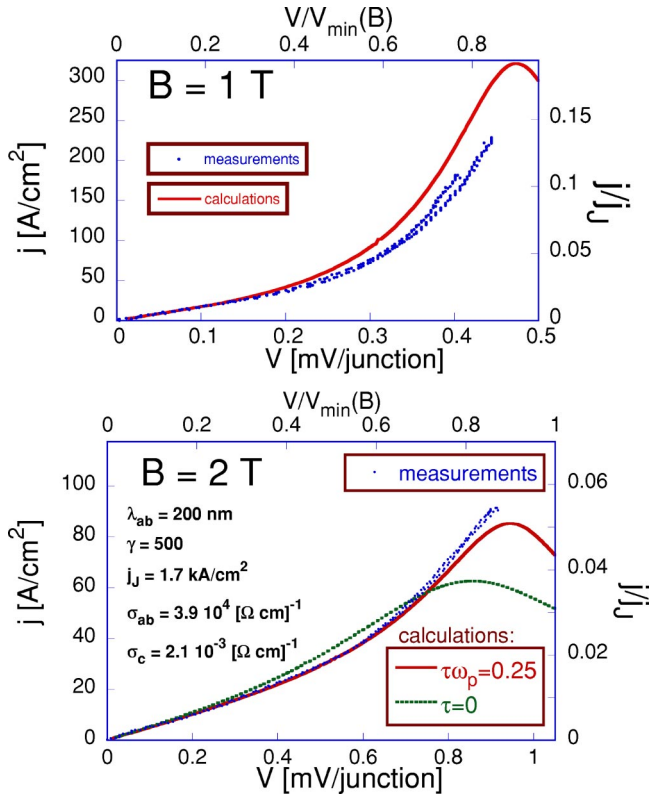 V/V_min(B)
0 0.2 0.4 0.6 0.8
B = 1 T
300
250
200
150
100
50
0
j [A/cm²]
measurements
calculations
0.15
0.1
0.05
0
j/j_J
0 0.1 0.2 0.3 0.4 0.5
V [mV/junction]
V/V_min(B)
0 0.2 0.4 0.6 0.8 1
B = 2 T
measurements
100
80
60
40
20
0
j [A/cm²]
λ_ab = 200 nm
γ = 500
j_J = 1.7 kA/cm²
σ_ab = 3.9 10⁴ [Ω cm]⁻¹
σ_c = 2.1 10⁻³ [Ω cm]⁻¹
calculations:
τω_p=0.25
τ=0
0.06
0.04
0.02
0
j/j_J
0 0.2 0.4 0.6 0.8 1
V [mV/junction]